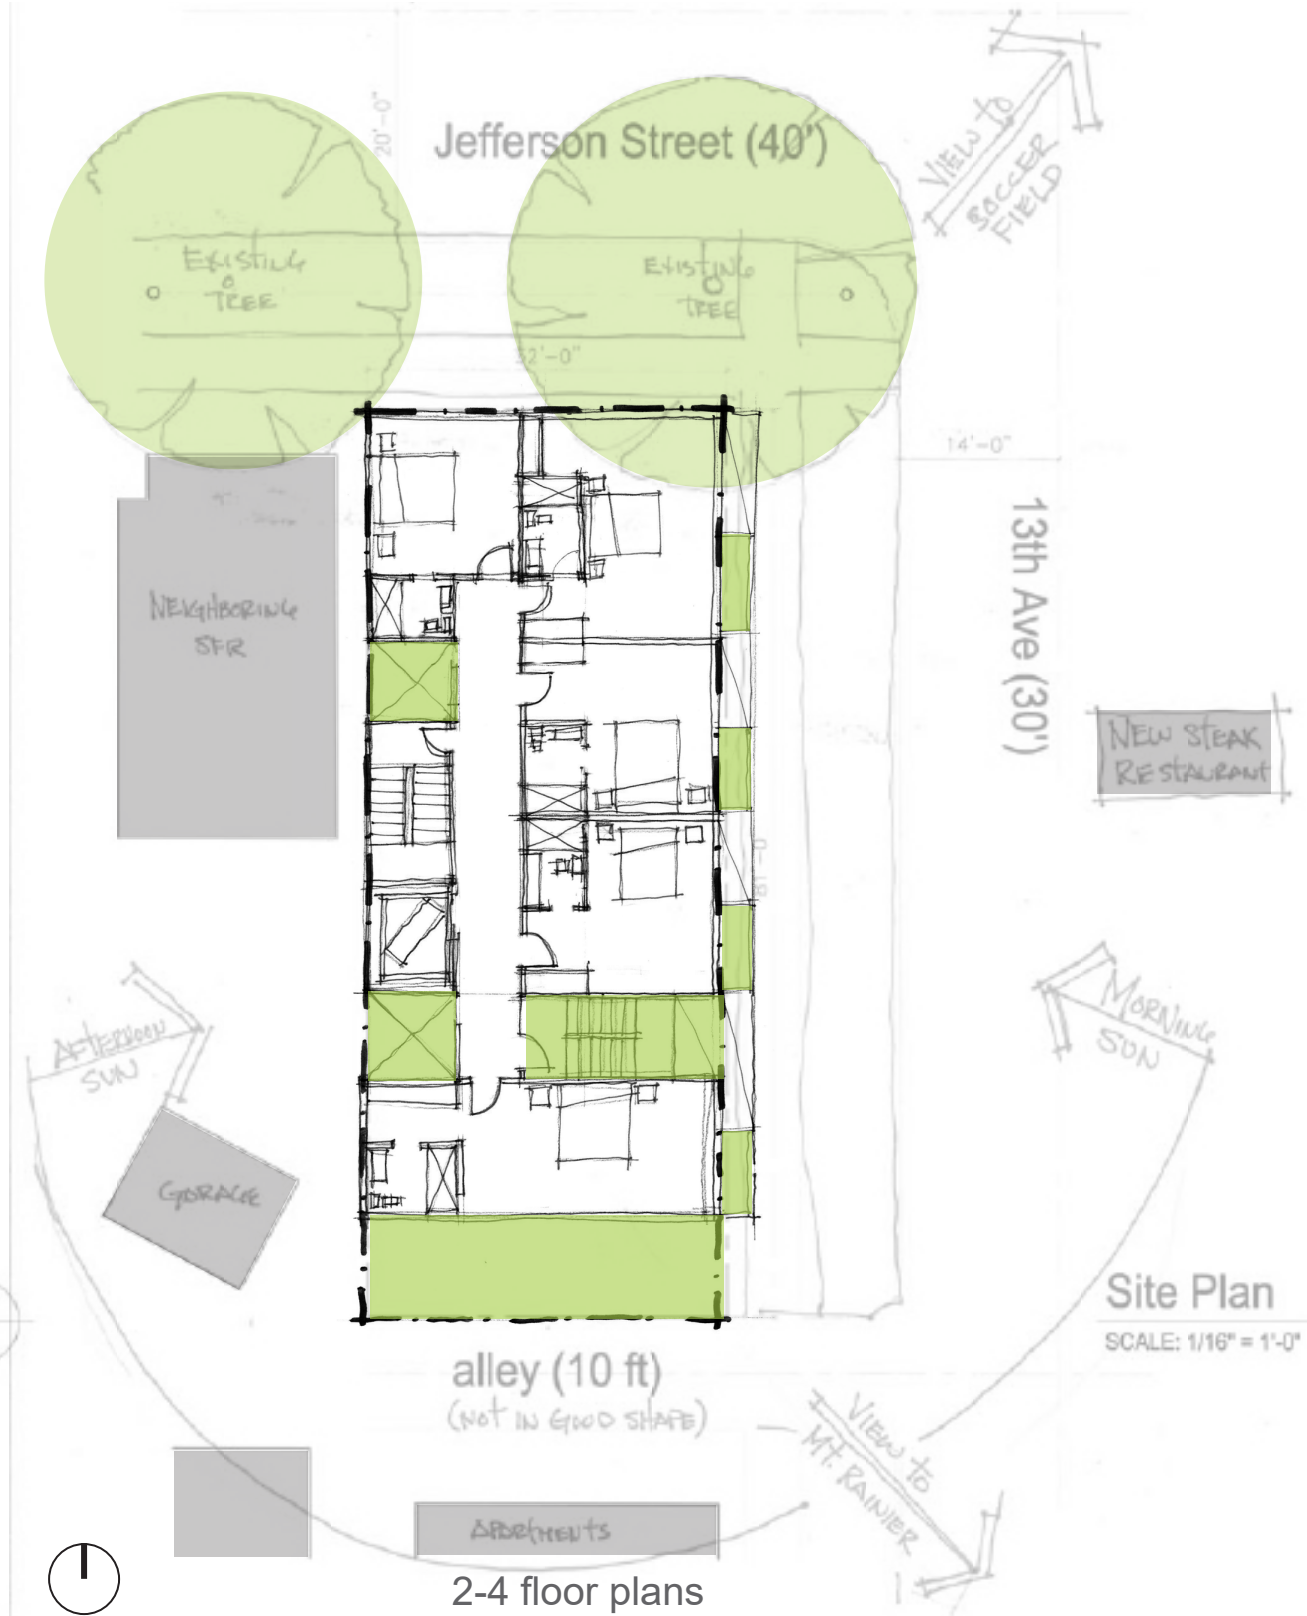 20'-0"
Jefferson Street (40')
VIEW to
SOCCER
FIELD
EXISTING
TREE
EXISTING
TREE
32'-0"
14'-0"
13th Ave (30')
NEIGHBORING
SFR
NEW STEAK
RESTAURANT
81'-0
AFTERNOON
SUN
MORNING
SUN
GARAGE
Site Plan
SCALE: 1/16" = 1'-0"
alley (10 ft)
(NOT IN GOOD SHAPE)
VIEW to
MT. RAINIER
APARTMENTS
2-4 floor plans